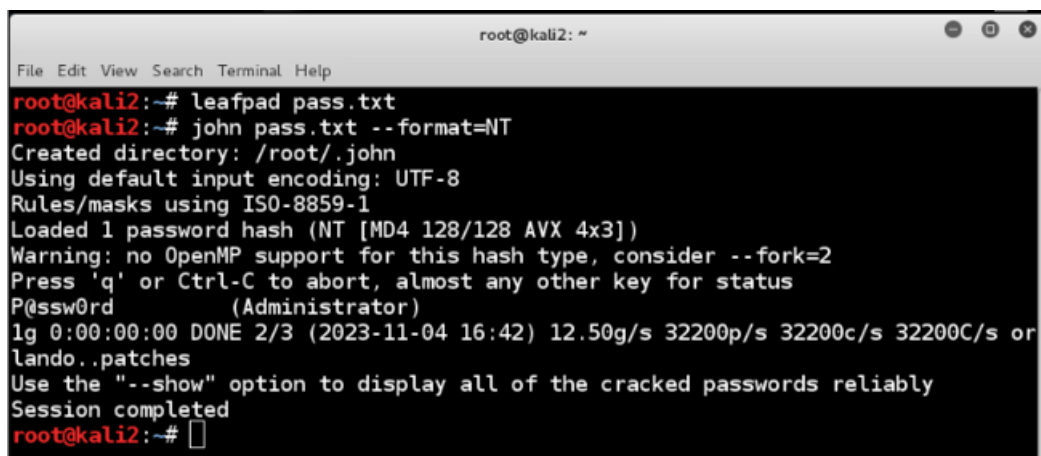 root@kali2: ~
File Edit View Search Terminal Help
root@kali2:~# leafpad pass.txt
root@kali2:~# john pass.txt --format=NT
Created directory: /root/.john
Using default input encoding: UTF-8
Rules/masks using ISO-8859-1
Loaded 1 password hash (NT [MD4 128/128 AVX 4x3])
Warning: no OpenMP support for this hash type, consider --fork=2
Press 'q' or Ctrl-C to abort, almost any other key for status
P@ssw0rd         (Administrator)
1g 0:00:00:00 DONE 2/3 (2023-11-04 16:42) 12.50g/s 32200p/s 32200c/s 32200C/s or
lando..patches
Use the "--show" option to display all of the cracked passwords reliably
Session completed
root@kali2:~#